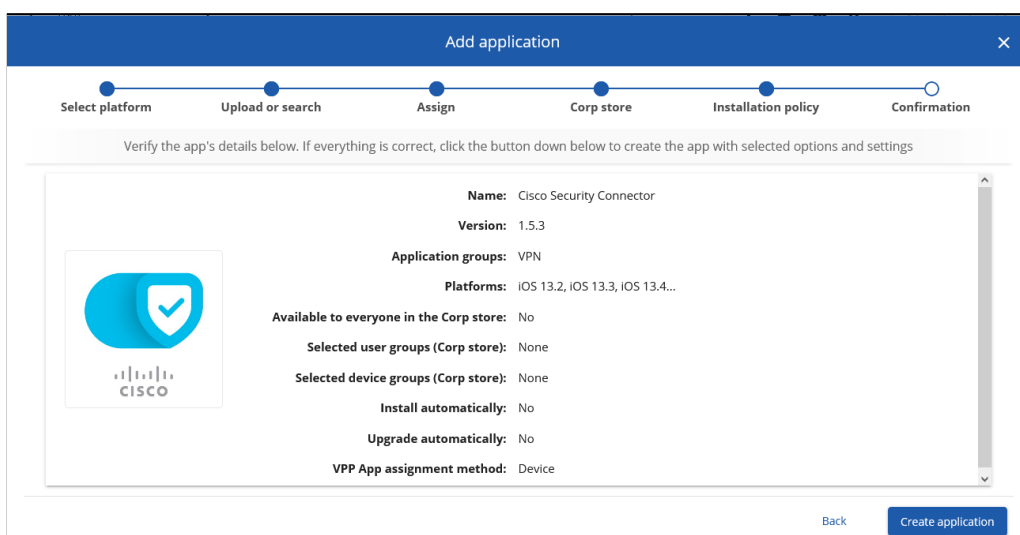 Add application
Select platform Upload or search Assign Corp store Installation policy Confirmation
Verify the app's details below. If everything is correct, click the button down below to create the app with selected options and settings
Name: Cisco Security Connector
Version: 1.5.3
Application groups: VPN
Platforms: iOS 13.2, iOS 13.3, iOS 13.4...
Available to everyone in the Corp store: No
Selected user groups (Corp store): None
Selected device groups (Corp store): None
Install automatically: No
Upgrade automatically: No
VPP App assignment method: Device
CISCO
Back Create application